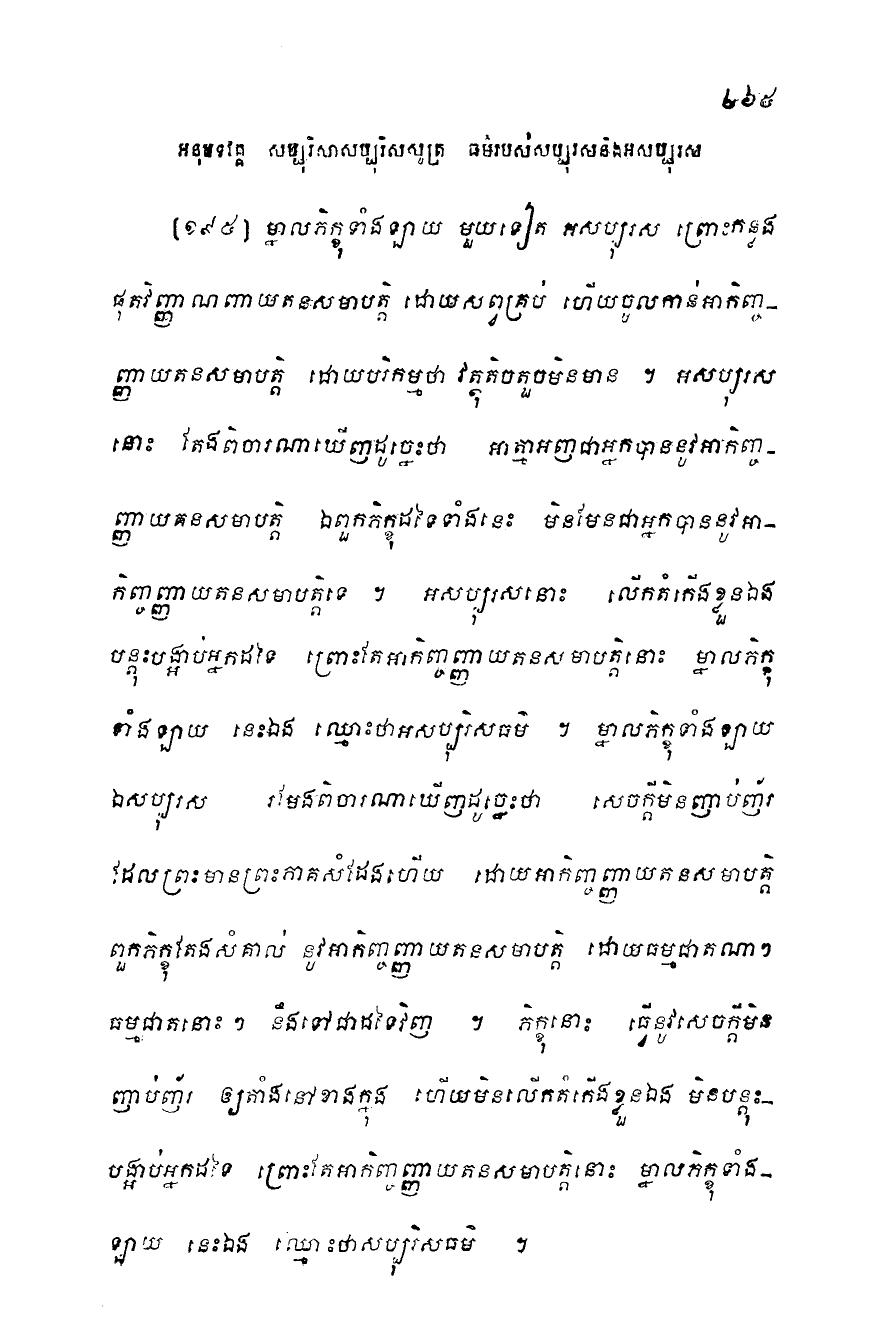 ២៦៥
អនុបទវគ្គ សប្បុរិសាសប្បុរិសសូត្រ ធម៌របស់សប្បុរសនិងអសប្បុរស
[១៩៥] ម្នាលភិក្ខុទាំងឡាយ មួយទៀត អសប្បុរស ព្រោះកន្លង
ផុតវិញ្ញាណញ្ចាយតនសមាបត្តិ ដោយសព្វគ្រប់ ហើយចូលកាន់អាកិញ្ច-
ញ្ញាយតនសមាបត្តិ ដោយបរិកម្មថា វត្ថុតិចតួចមិនមាន ។ អសប្បុរស
នោះ តែងពិចារណាឃើញដូច្នេះថា អាត្មាអញជាអ្នកបាននូវអាកិញ្ច-
ញ្ញាយតនសមាបត្តិ ឯពួកភិក្ខុដទៃទាំងនេះ មិនមែនជាអ្នកបាននូវអា-
កិញ្ចញ្ញាយតនសមាបត្តិទេ ។ អសប្បុរសនោះ លើកតំកើងខ្លួនឯង
បន្តុះបង្អាប់អ្នកដទៃ ព្រោះតែអាកិញ្ចញ្ញាយតនសមាបត្តិនោះ ម្នាលភិក្ខុ
ទាំងឡាយ នេះឯង ឈ្មោះថាអសប្បុរិសធម៌ ។ ម្នាលភិក្ខុទាំងឡាយ
ឯសប្បុរស រមែងពិចារណាឃើញដូច្នេះថា សេចក្តីមិនញាប់ញ័រ
ដែលព្រះមានព្រះភាគសំដែងហើយ ដោយអាកិញ្ចញ្ញាយតនសមាបត្តិ
ពួកភិក្ខុតែងសំគាល់ នូវអាកិញ្ចញ្ញាយតនសមាបត្តិ ដោយធម្មជាតណាៗ
ធម្មជាតនោះៗ នឹងទៅជាដទៃវិញ ។ ភិក្ខុនោះ ធ្វើនូវសេចក្តីមិន
ញាប់ញ័រ ឲ្យតាំងនៅខាងក្នុង ហើយមិនលើកតំកើងខ្លួនឯង មិនបន្តុះ-
បង្អាប់អ្នកដទៃ ព្រោះតែអាកិញ្ចញ្ញាយតនសមាបត្តិនោះ ម្នាលភិក្ខុទាំង-
ឡាយ នេះឯង ឈ្មោះថាសប្បុរិសធម៌ ។